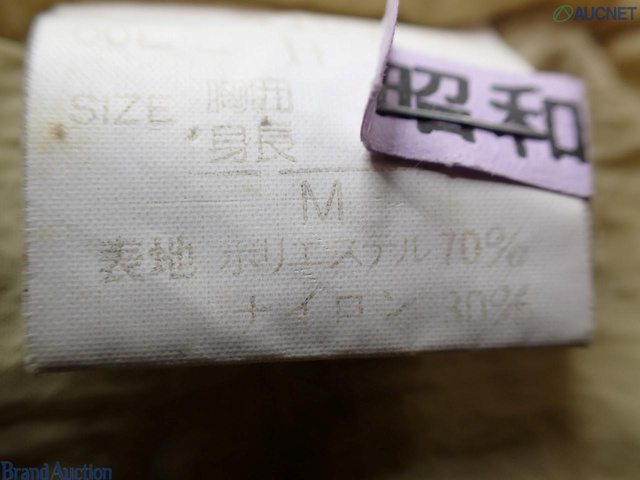 AUCNET
COL
昭和
SIZE 胸囲
身長
M
表地 ポリエステル 70%
ナイロン 30%
Brand Auction